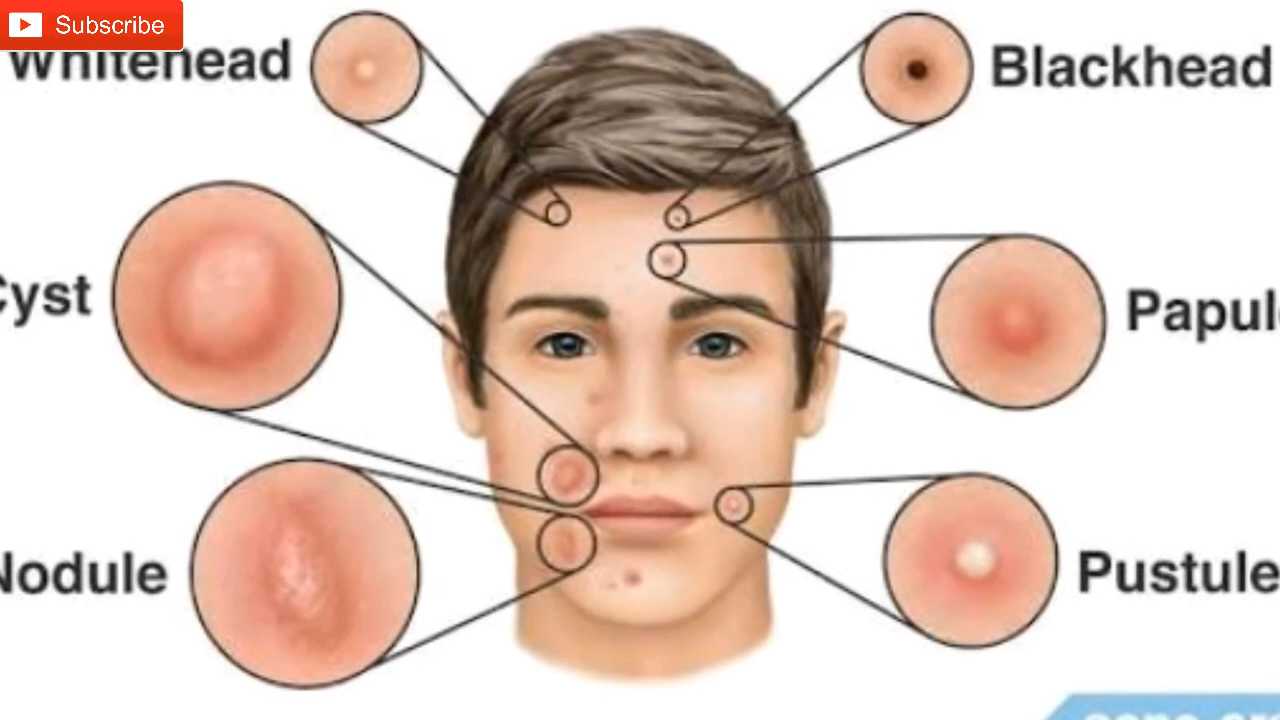 Subscribe
Whitehead
Blackhead
Cyst
Papul
Nodule
Pustule